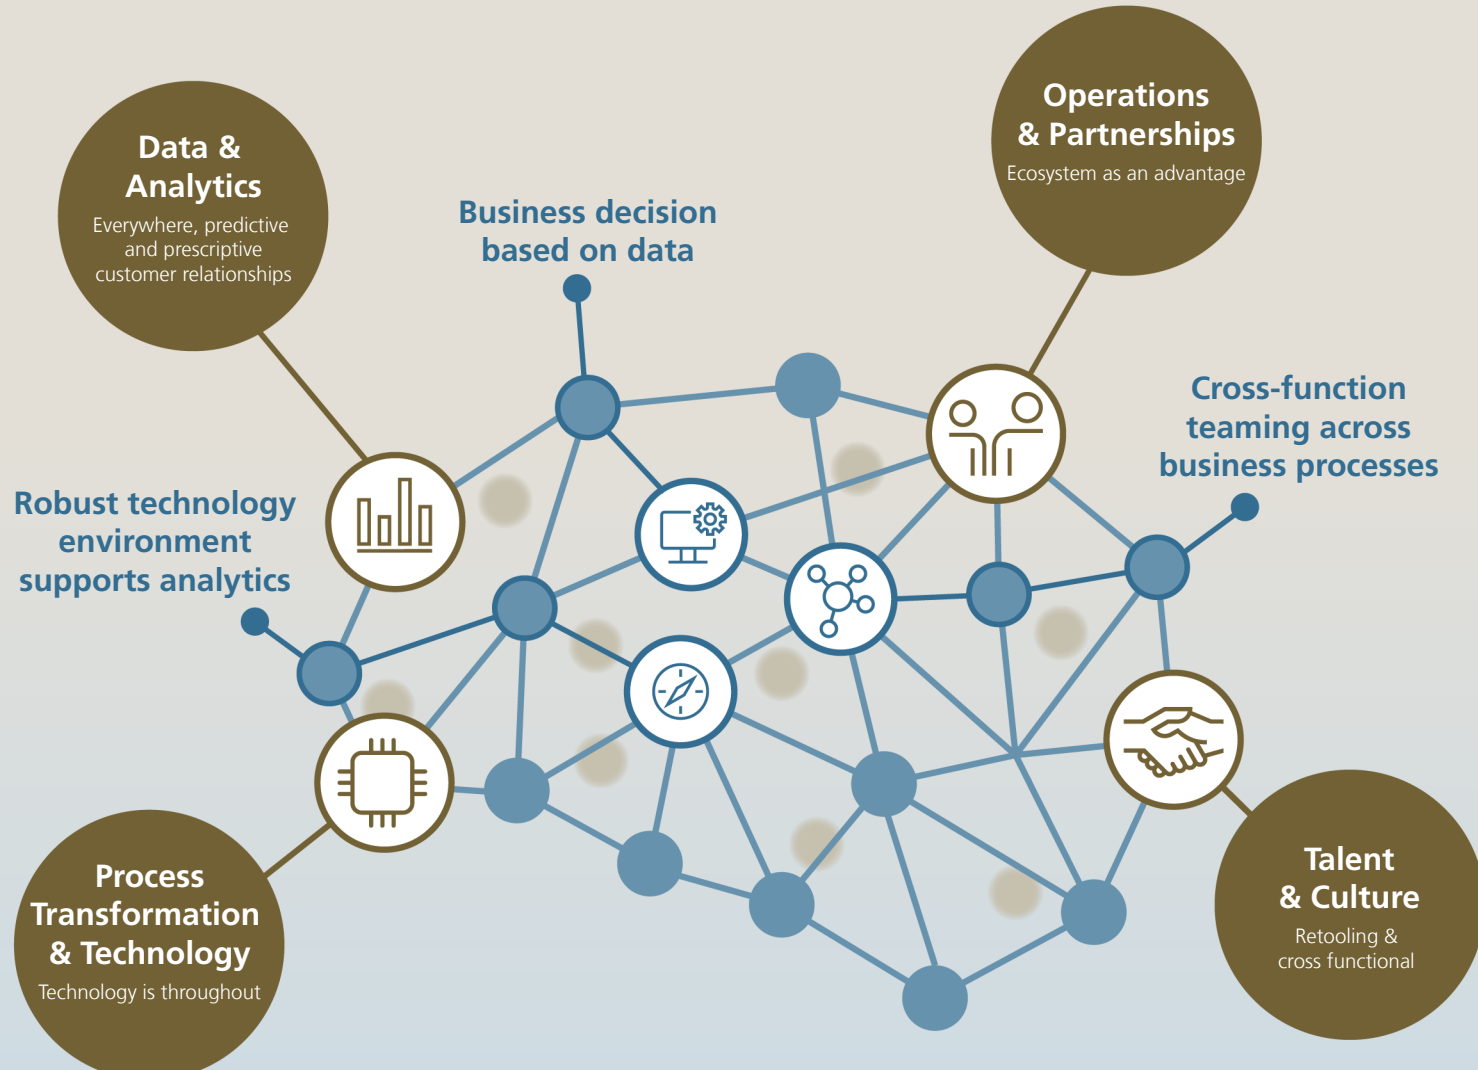 Operations
& Partnerships
Ecosystem as an advantage
Data &
Analytics
Everywhere, predictive
and prescriptive
customer relationships
Business decision
based on data
Cross-function
teaming across
business processes
Robust technology
environment
supports analytics
Process
Transformation
& Technology
Technology is throughout
Talent
& Culture
Retooling &
cross functional